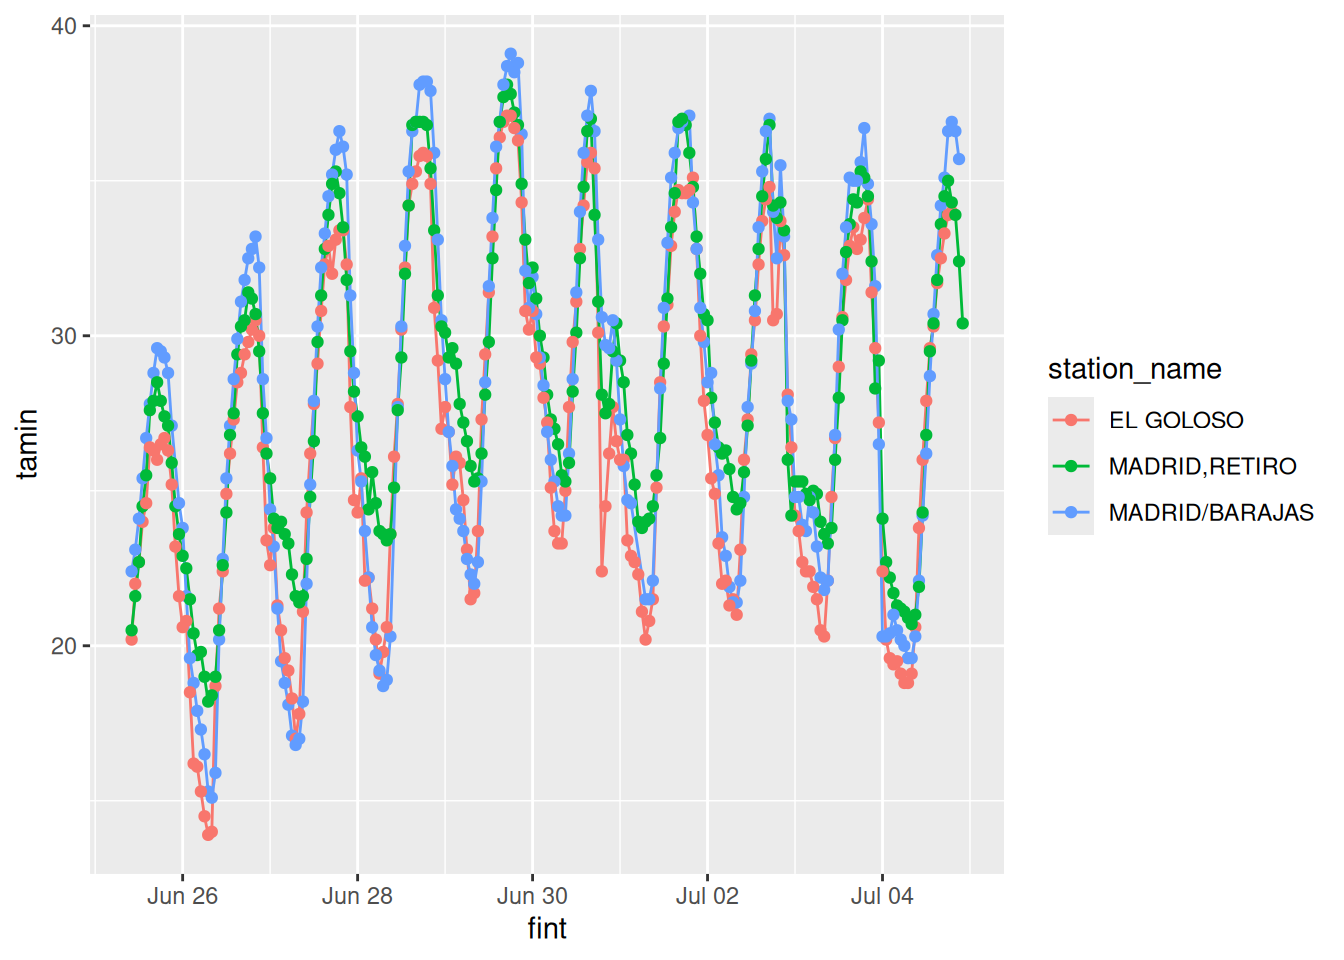 40
30
20
tamin
Jun 26
Jun 28
Jun 30
Jul 02
Jul 04
fint
station_name
EL GOLOSO
MADRID,RETIRO
MADRID/BARAJAS